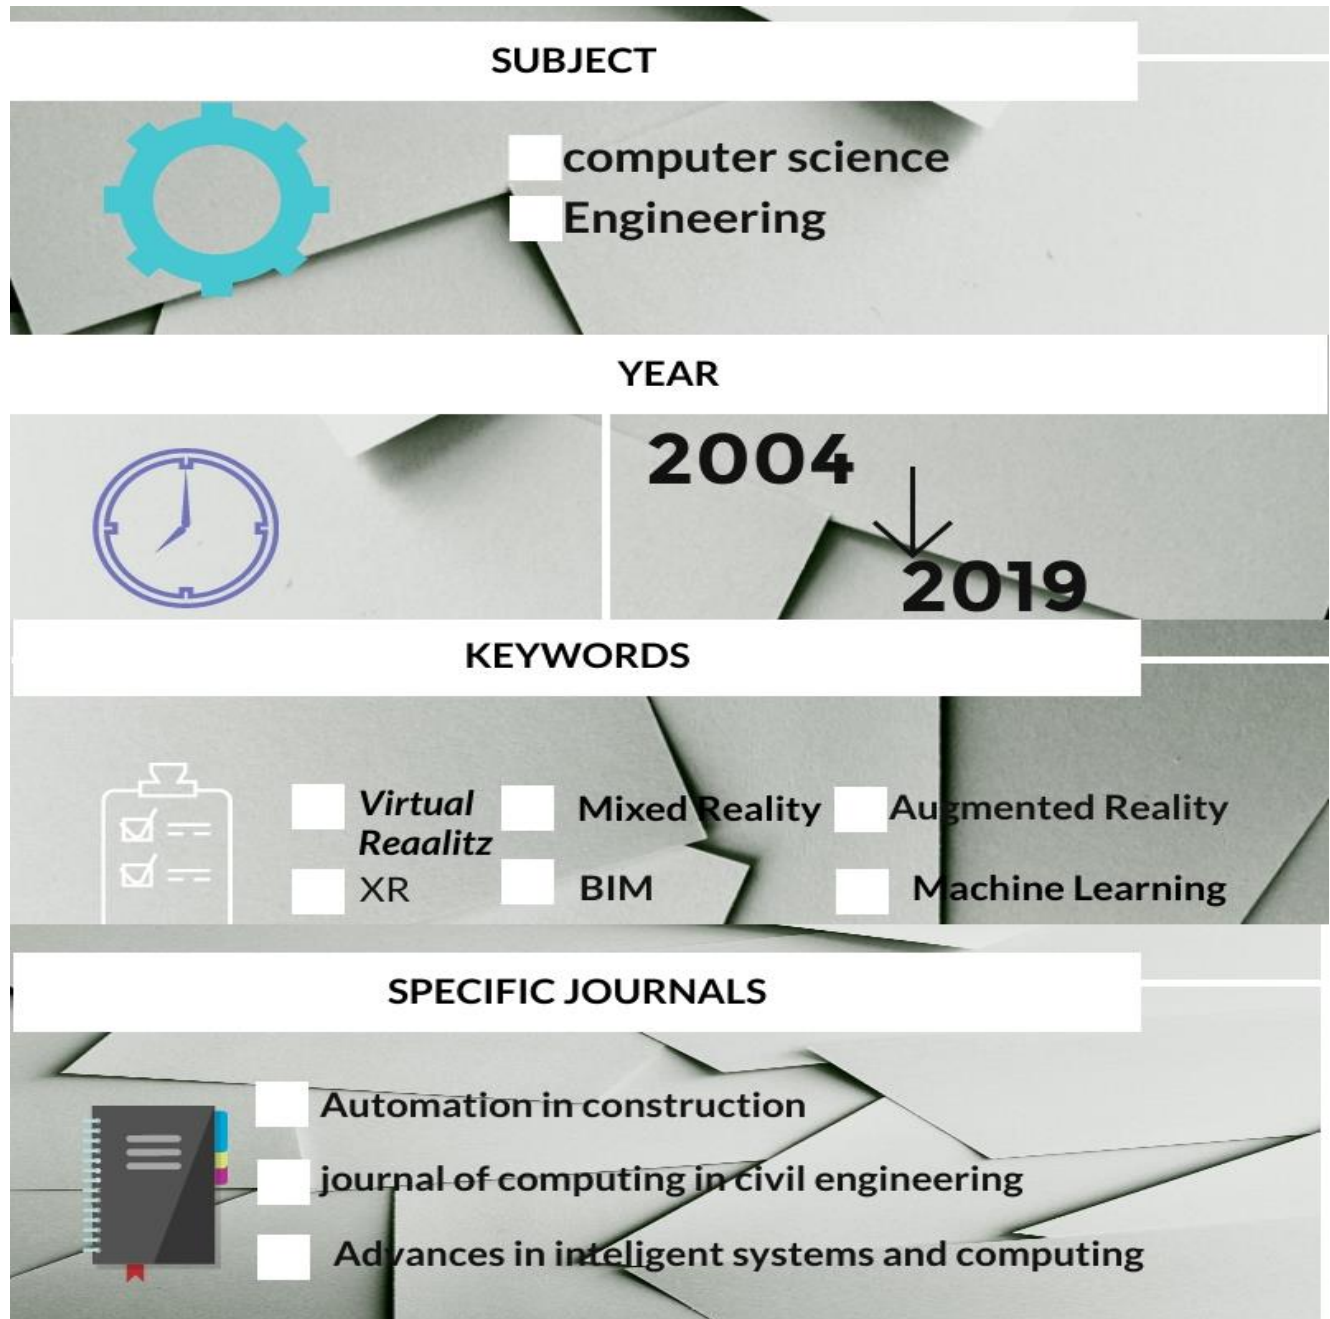 SUBJECT
computer science
Engineering
YEAR
2004
2019
KEYWORDS
Virtual Reaalitz
Mixed Reality
Augmented Reality
XR
BIM
Machine Learning
SPECIFIC JOURNALS
Automation in construction
journal of computing in civil engineering
Advances in inteligent systems and computing